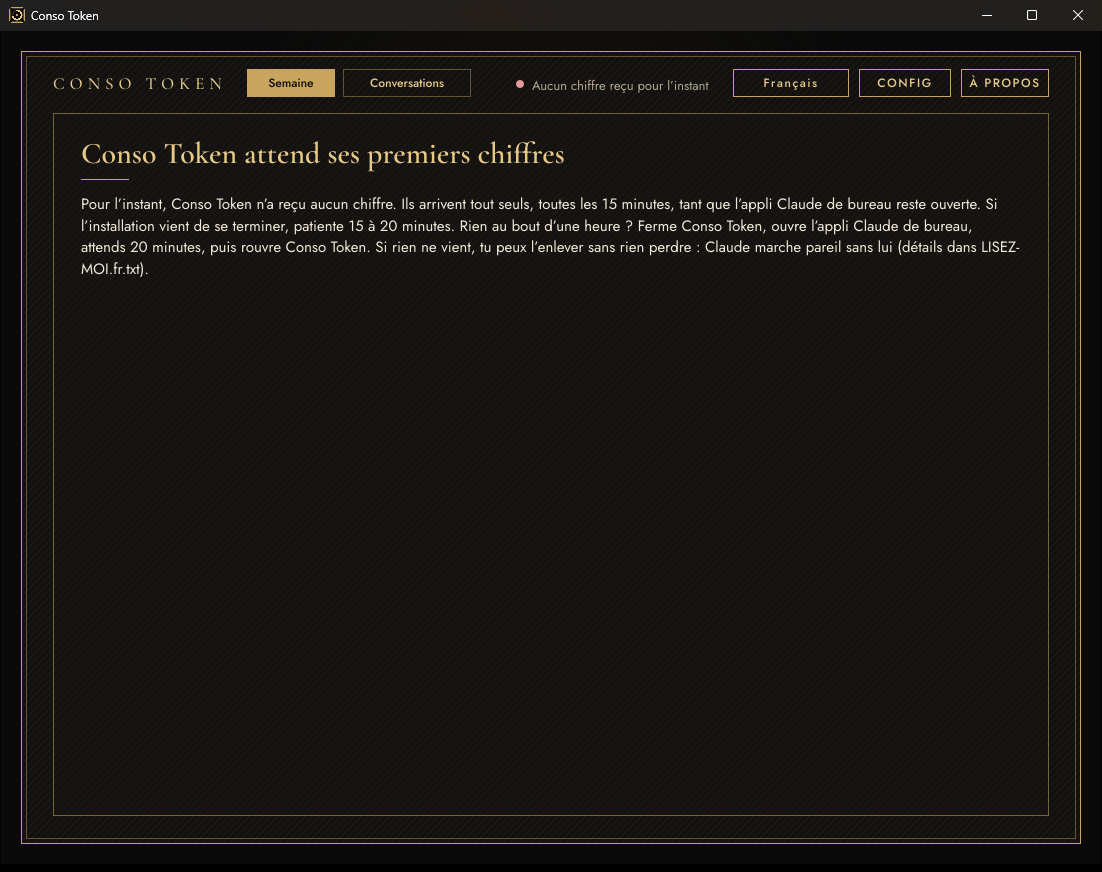 Conso Token
CONSO TOKEN
Semaine
Conversations
Aucun chiffre reçu pour l’instant
Français
CONFIG
À PROPOS
Conso Token attend ses premiers chiffres
Pour l’instant, Conso Token n’a reçu aucun chiffre. Ils arrivent tout seuls, toutes les 15 minutes, tant que l’appli Claude de bureau reste ouverte. Si
l’installation vient de se terminer, patiente 15 à 20 minutes. Rien au bout d’une heure ? Ferme Conso Token, ouvre l’appli Claude de bureau,
attends 20 minutes, puis rouvre Conso Token. Si rien ne vient, tu peux l’enlever sans rien perdre : Claude marche pareil sans lui (détails dans LISEZ-
MOI.fr.txt).